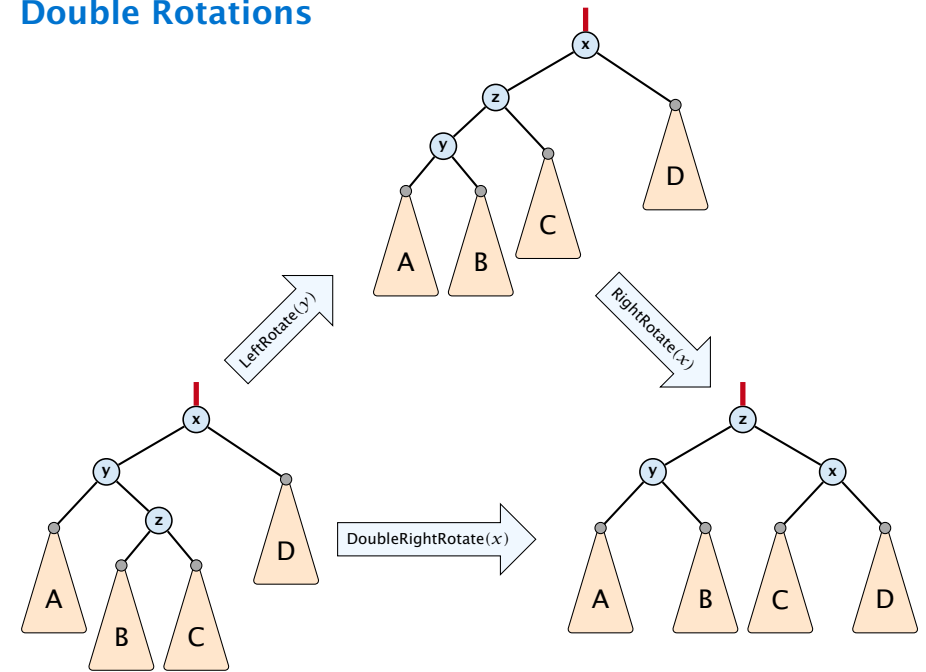 Double Rotations
x
z
y
A
B
C
D
LeftRotate(y)
RightRotate(x)
x
y
z
A
B
C
D
DoubleRightRotate(x)
z
y
x
A
B
C
D